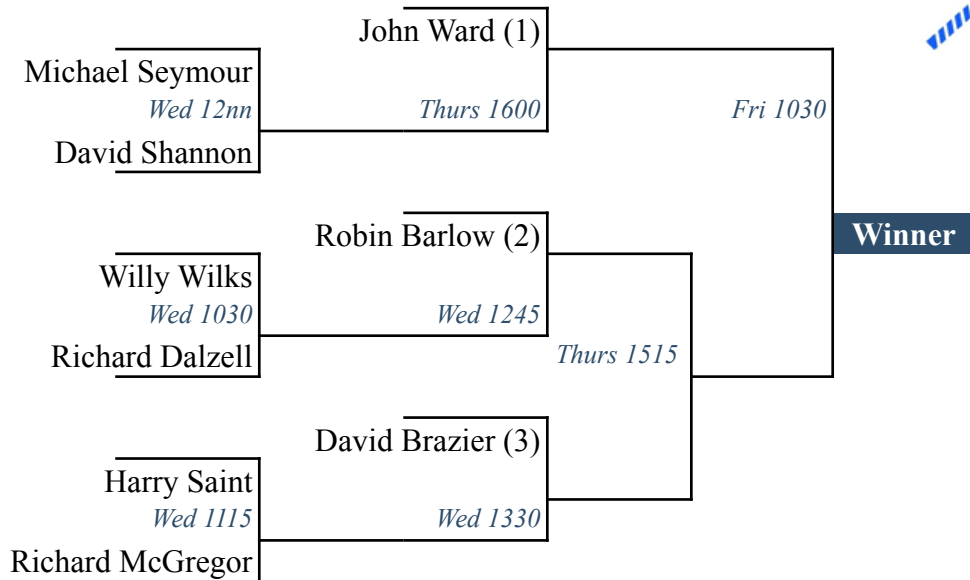 John Ward (1)
Michael Seymour
Wed 12nn
Thurs 1600
Fri 1030
David Shannon
Robin Barlow (2)
Winner
Willy Wilks
Wed 1030
Wed 1245
Richard Dalzell
Thurs 1515
David Brazier (3)
Harry Saint
Wed 1115
Wed 1330
Richard McGregor